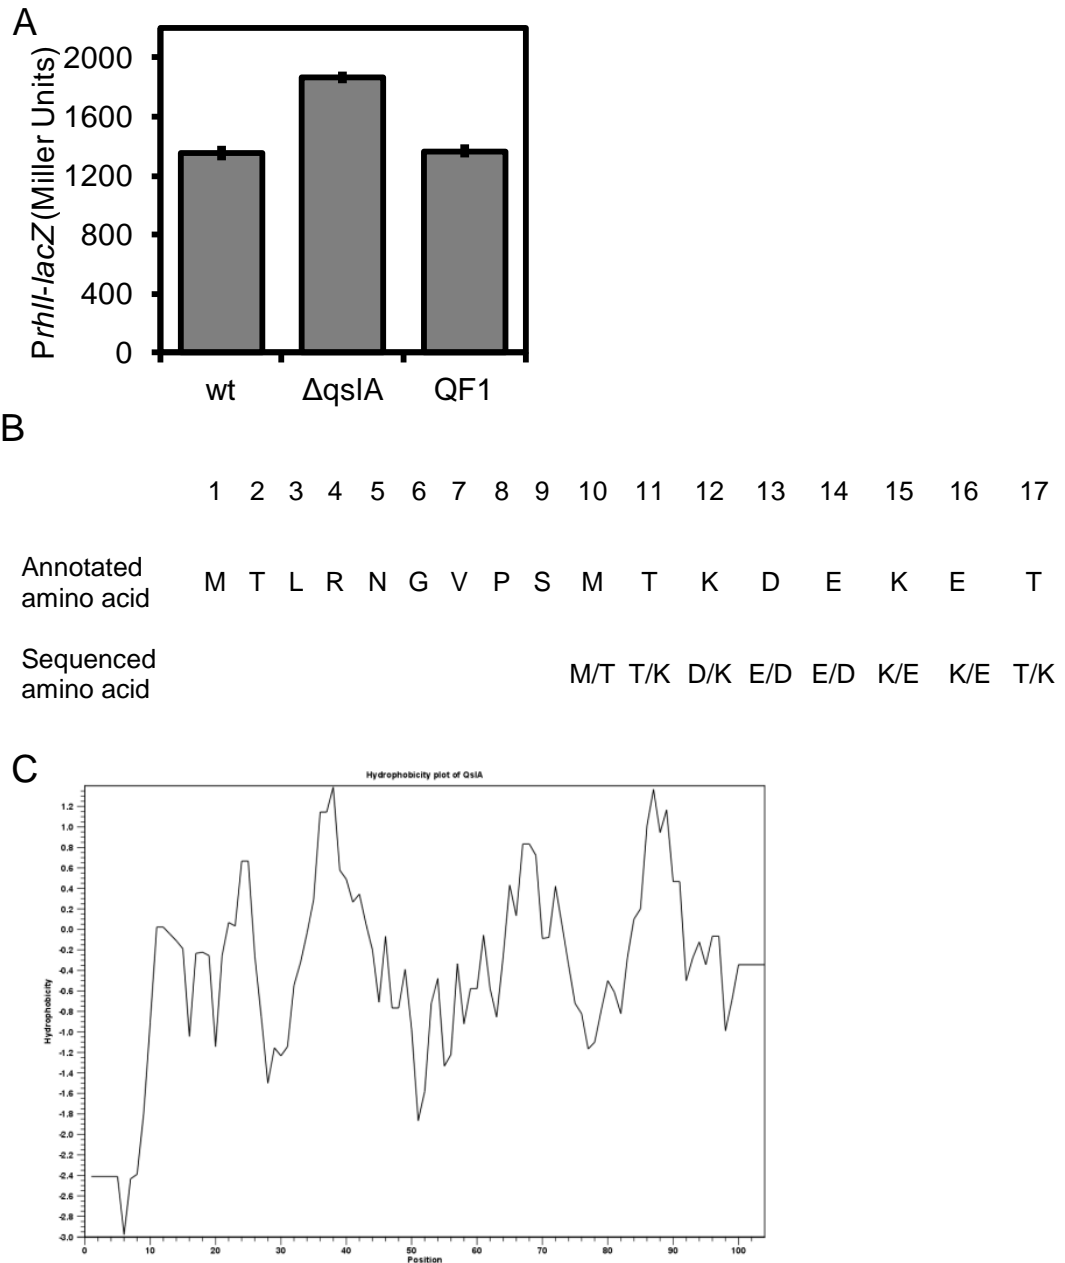 A
Prhll-lacZ (Miller Units)
2000
1600
1200
800
400
0
wt ΔqslA QF1
B
1 2 3 4 5 6 7 8 9 10 11 12 13 14 15 16 17
Annotated
amino acid
M T L R N G V P S M T K D E K E T
Sequenced
amino acid
M/T T/K D/K E/D E/D K/E K/E T/K
C
Hydrophobicity plot of QslA
Hydrophobicity
1.2
1.0
0.8
0.6
0.4
0.2
0.0
-0.2
-0.4
-0.6
-0.8
-1.0
-1.2
-1.4
-1.6
-1.8
-2.0
-2.2
-2.4
-2.6
-2.8
-3.0
0 10 20 30 40 50 60 70 80 90 100
Position